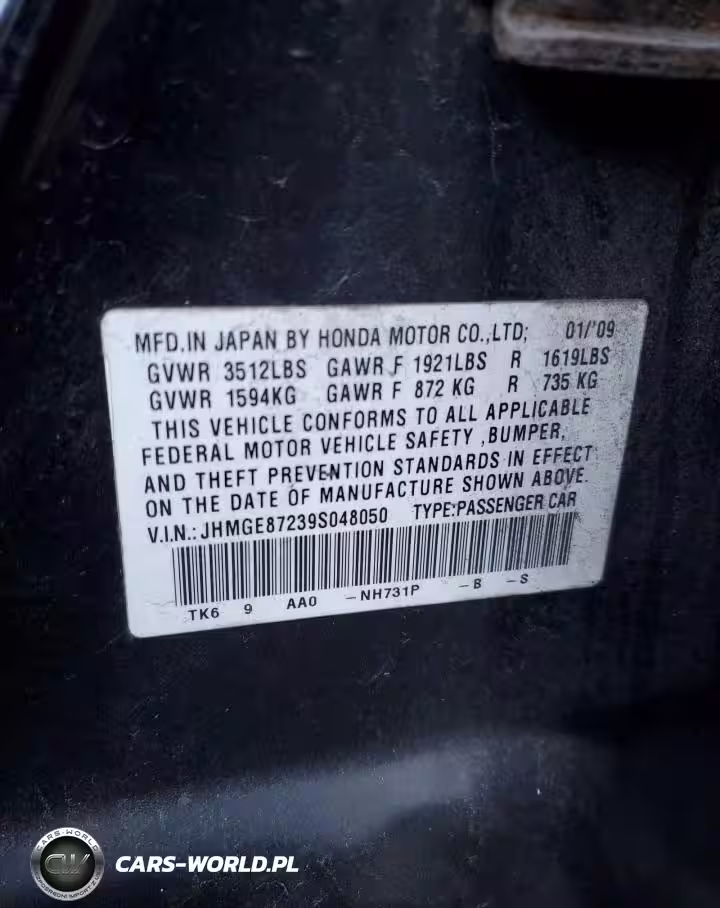 MFD.IN JAPAN BY HONDA MOTOR CO.,LTD; 01/'09
GVWR 3512LBS GAWR F 1921LBS R 1619LBS
GVWR 1594KG GAWR F 872 KG R 735 KG
THIS VEHICLE CONFORMS TO ALL APPLICABLE
FEDERAL MOTOR VEHICLE SAFETY ,BUMPER,
AND THEFT PREVENTION STANDARDS IN EFFECT
ON THE DATE OF MANUFACTURE SHOWN ABOVE.
V.I.N.: JHMGE87239S048050 TYPE:PASSENGER CAR
TK6 9 AA0 -NH731P -B -S
CARS-WORLD
CW
CARS-WORLD.PL